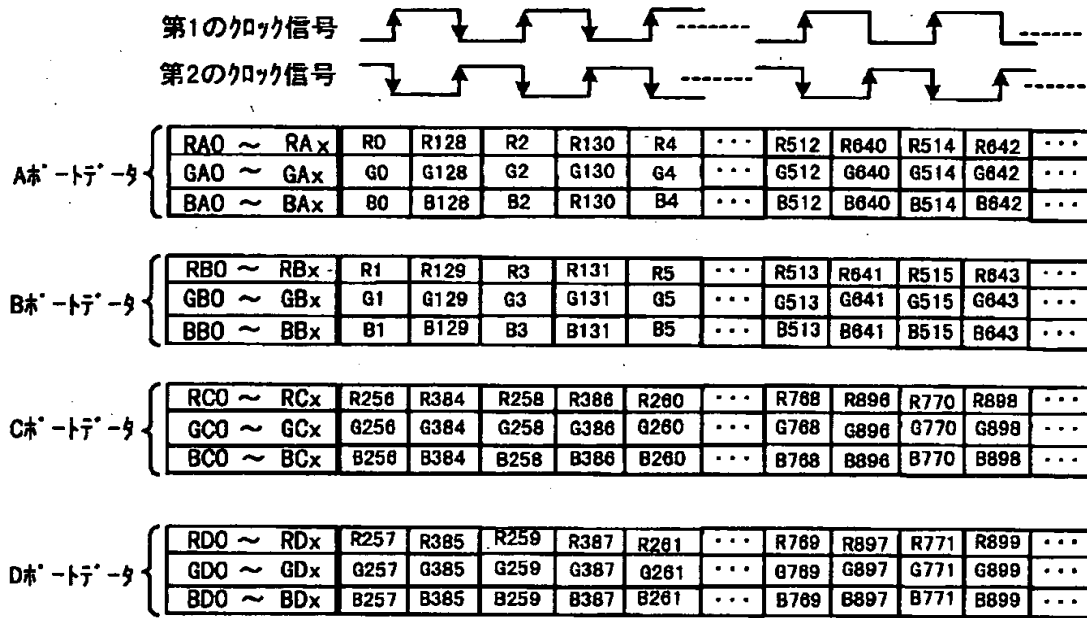 第1のクロック信号
第2のクロック信号
Aポートデータ
RA0 ~ RAx R0 R128 R2 R130 R4 ··· R512 R640 R514 R642 ···
GA0 ~ GAx G0 G128 G2 G130 G4 ··· G512 G640 G514 G642 ···
BA0 ~ BAx B0 B128 B2 R130 B4 ··· B512 B640 B514 B642 ···
Bポートデータ
RB0 ~ RBx R1 R129 R3 R131 R5 ··· R513 R641 R515 R643 ···
GB0 ~ GBx G1 G129 G3 G131 G5 ··· G513 G641 G515 G643 ···
BB0 ~ BBx B1 B129 B3 B131 B5 ··· B513 B641 B515 B643 ···
Cポートデータ
RC0 ~ RCx R256 R384 R258 R386 R260 ··· R768 R896 R770 R898 ···
GC0 ~ GCx G256 G384 G258 G386 G260 ··· G768 G896 G770 G898 ···
BC0 ~ BCx B256 B384 B258 B386 B260 ··· B768 B896 B770 B898 ···
Dポートデータ
RD0 ~ RDx R257 R385 R259 R387 R261 ··· R769 R897 R771 R899 ···
GD0 ~ GDx G257 G385 G259 G387 G261 ··· G769 G897 G771 G899 ···
BD0 ~ BDx B257 B385 B259 B387 B261 ··· B769 B897 B771 B899 ···